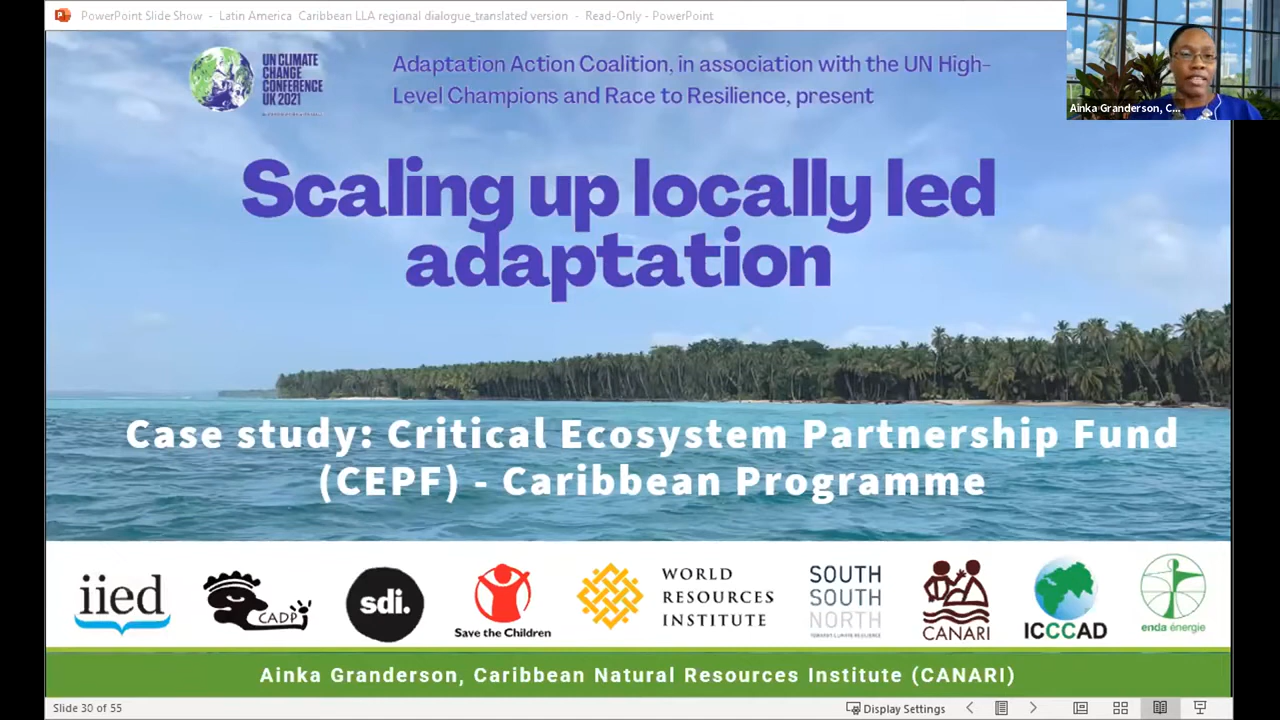 PowerPoint Slide Show - Latin America Caribbean LLA regional dialogue_translated version - Read-Only - PowerPoint
Ainka Granderson, C...
UN CLIMATE
CHANGE
CONFERENCE
UK 2021
Adaptation Action Coalition, in association with the UN High-
Level Champions and Race to Resilience, present
Scaling up locally led
adaptation
Case study: Critical Ecosystem Partnership Fund
(CEPF) - Caribbean Programme
iied
CADP
sdi.
Save the Children
WORLD
RESOURCES
INSTITUTE
SOUTH
SOUTH
NORTH
TOWARDS CLIMATE RESILIENCE
CANARI
ICCCAD
enda énergie
Ainka Granderson, Caribbean Natural Resources Institute (CANARI)
Slide 30 of 55
Display Settings